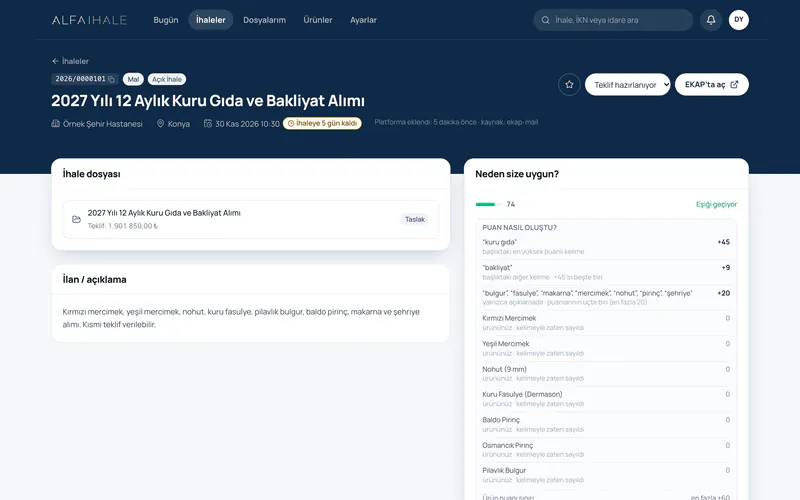 ALFAIHALE
Bugün
İhaleler
Dosyalarım
Ürünler
Ayarlar
İhale, İKN veya idare ara
DY
← İhaleler
2026/0000101
Mal
Açık ihale
2027 Yılı 12 Aylık Kuru Gıda ve Bakliyat Alımı
Örnek Şehir Hastanesi
Konya
30 Kas 2026 10:30
İhaleye 5 gün kaldı
Platforma eklendi: 5 dakika önce · kaynak: ekap-mail
Teklif hazırlanıyor
EKAP'ta aç
İhale dosyası
2027 Yılı 12 Aylık Kuru Gıda ve Bakliyat Alımı
Teklif: 1.901.850,00 ₺
Taslak
İlan / açıklama
Kırmızı mercimek, yeşil mercimek, nohut, kuru fasulye, pilavlık bulgur, baldo pirinç, makarna ve şehriye
alımı. Kısmi teklif verilebilir.
Neden size uygun?
74
Eşiği geçiyor
PUAN NASIL OLUŞTU?
"kuru gıda" +45
başlıktaki en yüksek puanlı kelime
"bakliyat" +9
başlıktaki diğer kelime · +45'in beşte biri
"bulgur", "fasulye", "makarna", "mercimek", "nohut", "pirinç", "şehriye" +20
yalnızca açıklamada · puanlarının üçte biri (en fazla 20)
Kırmızı Mercimek 0
ürününüz · kelimeyle zaten sayıldı
Yeşil Mercimek 0
ürününüz · kelimeyle zaten sayıldı
Nohut (9 mm) 0
ürününüz · kelimeyle zaten sayıldı
Kuru Fasulye (Dermason) 0
ürününüz · kelimeyle zaten sayıldı
Baldo Pirinç 0
ürününüz · kelimeyle zaten sayıldı
Osmancık Pirinç 0
ürününüz · kelimeyle zaten sayıldı
Pilavlık Bulgur 0
ürününüz · kelimeyle zaten sayıldı
Ürün puanı sınırı en fazla +60